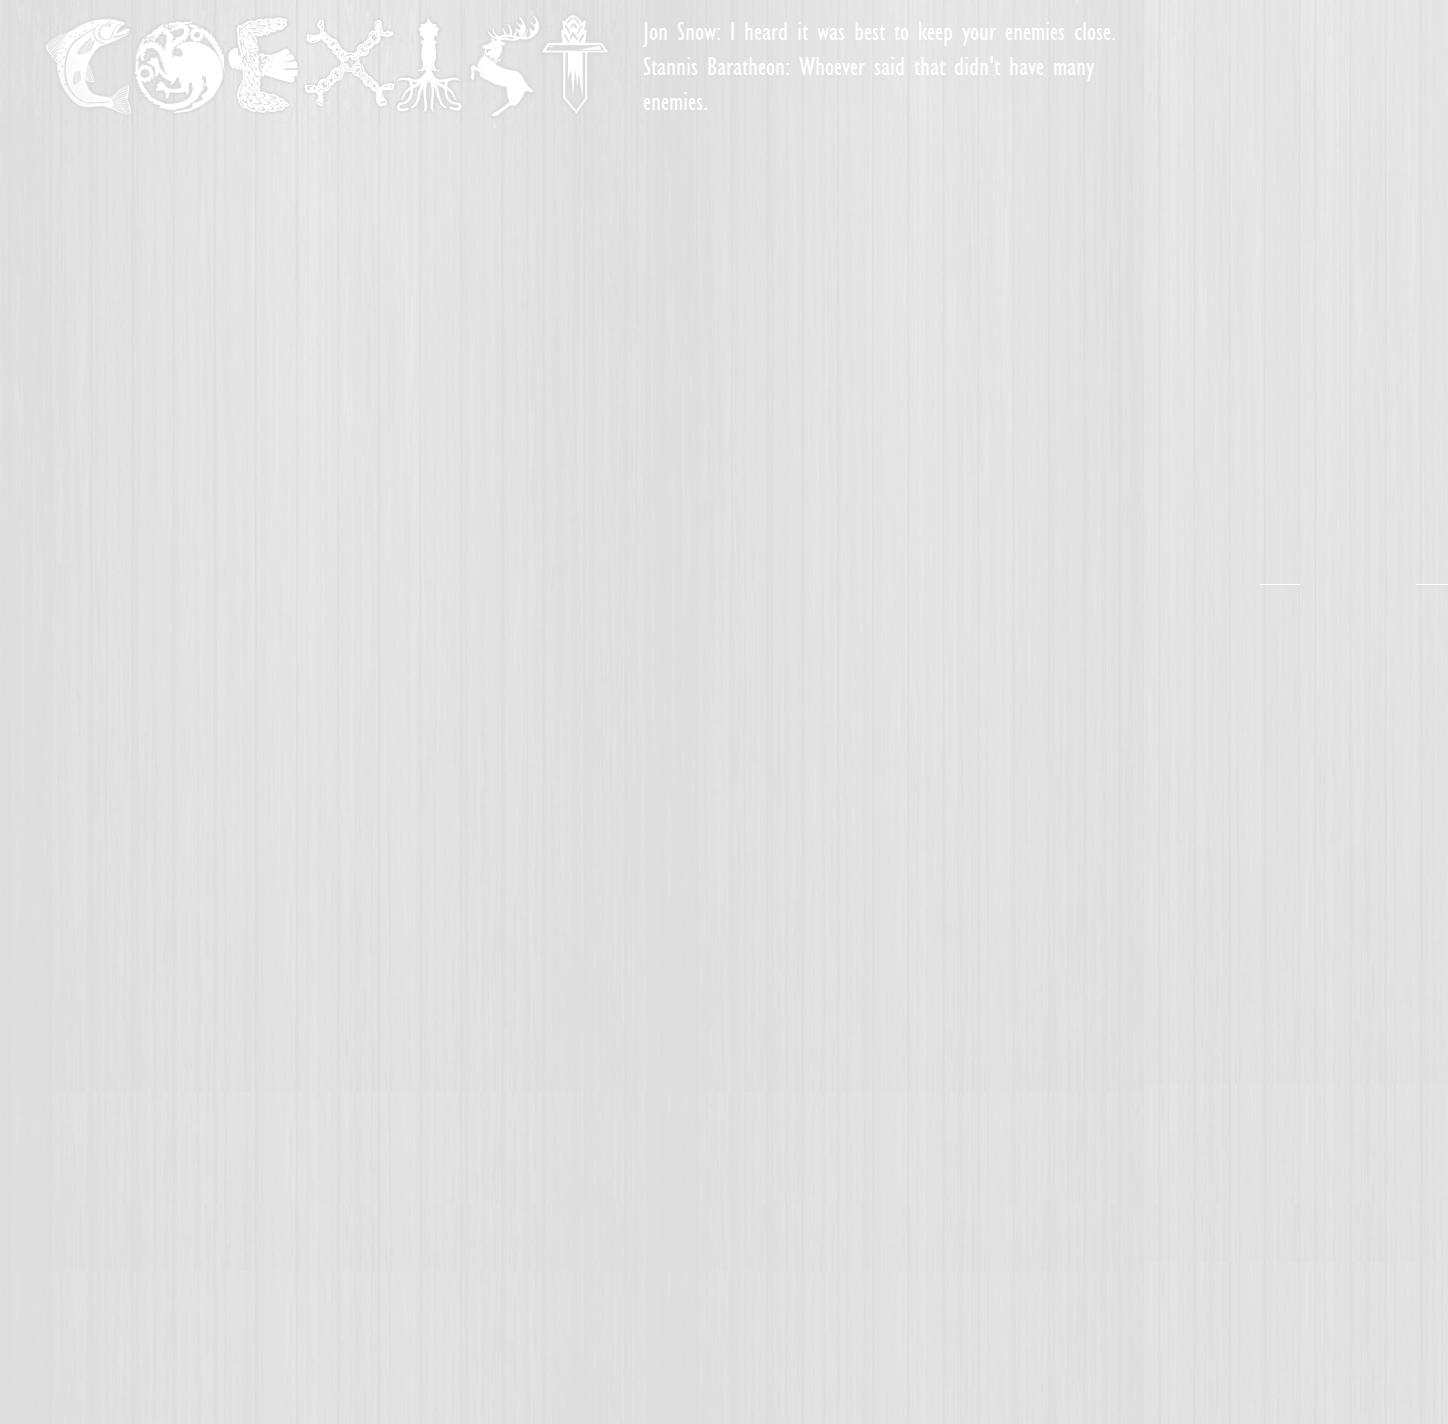 COEXIST
Jon Snow: I heard it was best to keep your enemies close.
Stannis Baratheon: Whoever said that didn't have many
enemies.